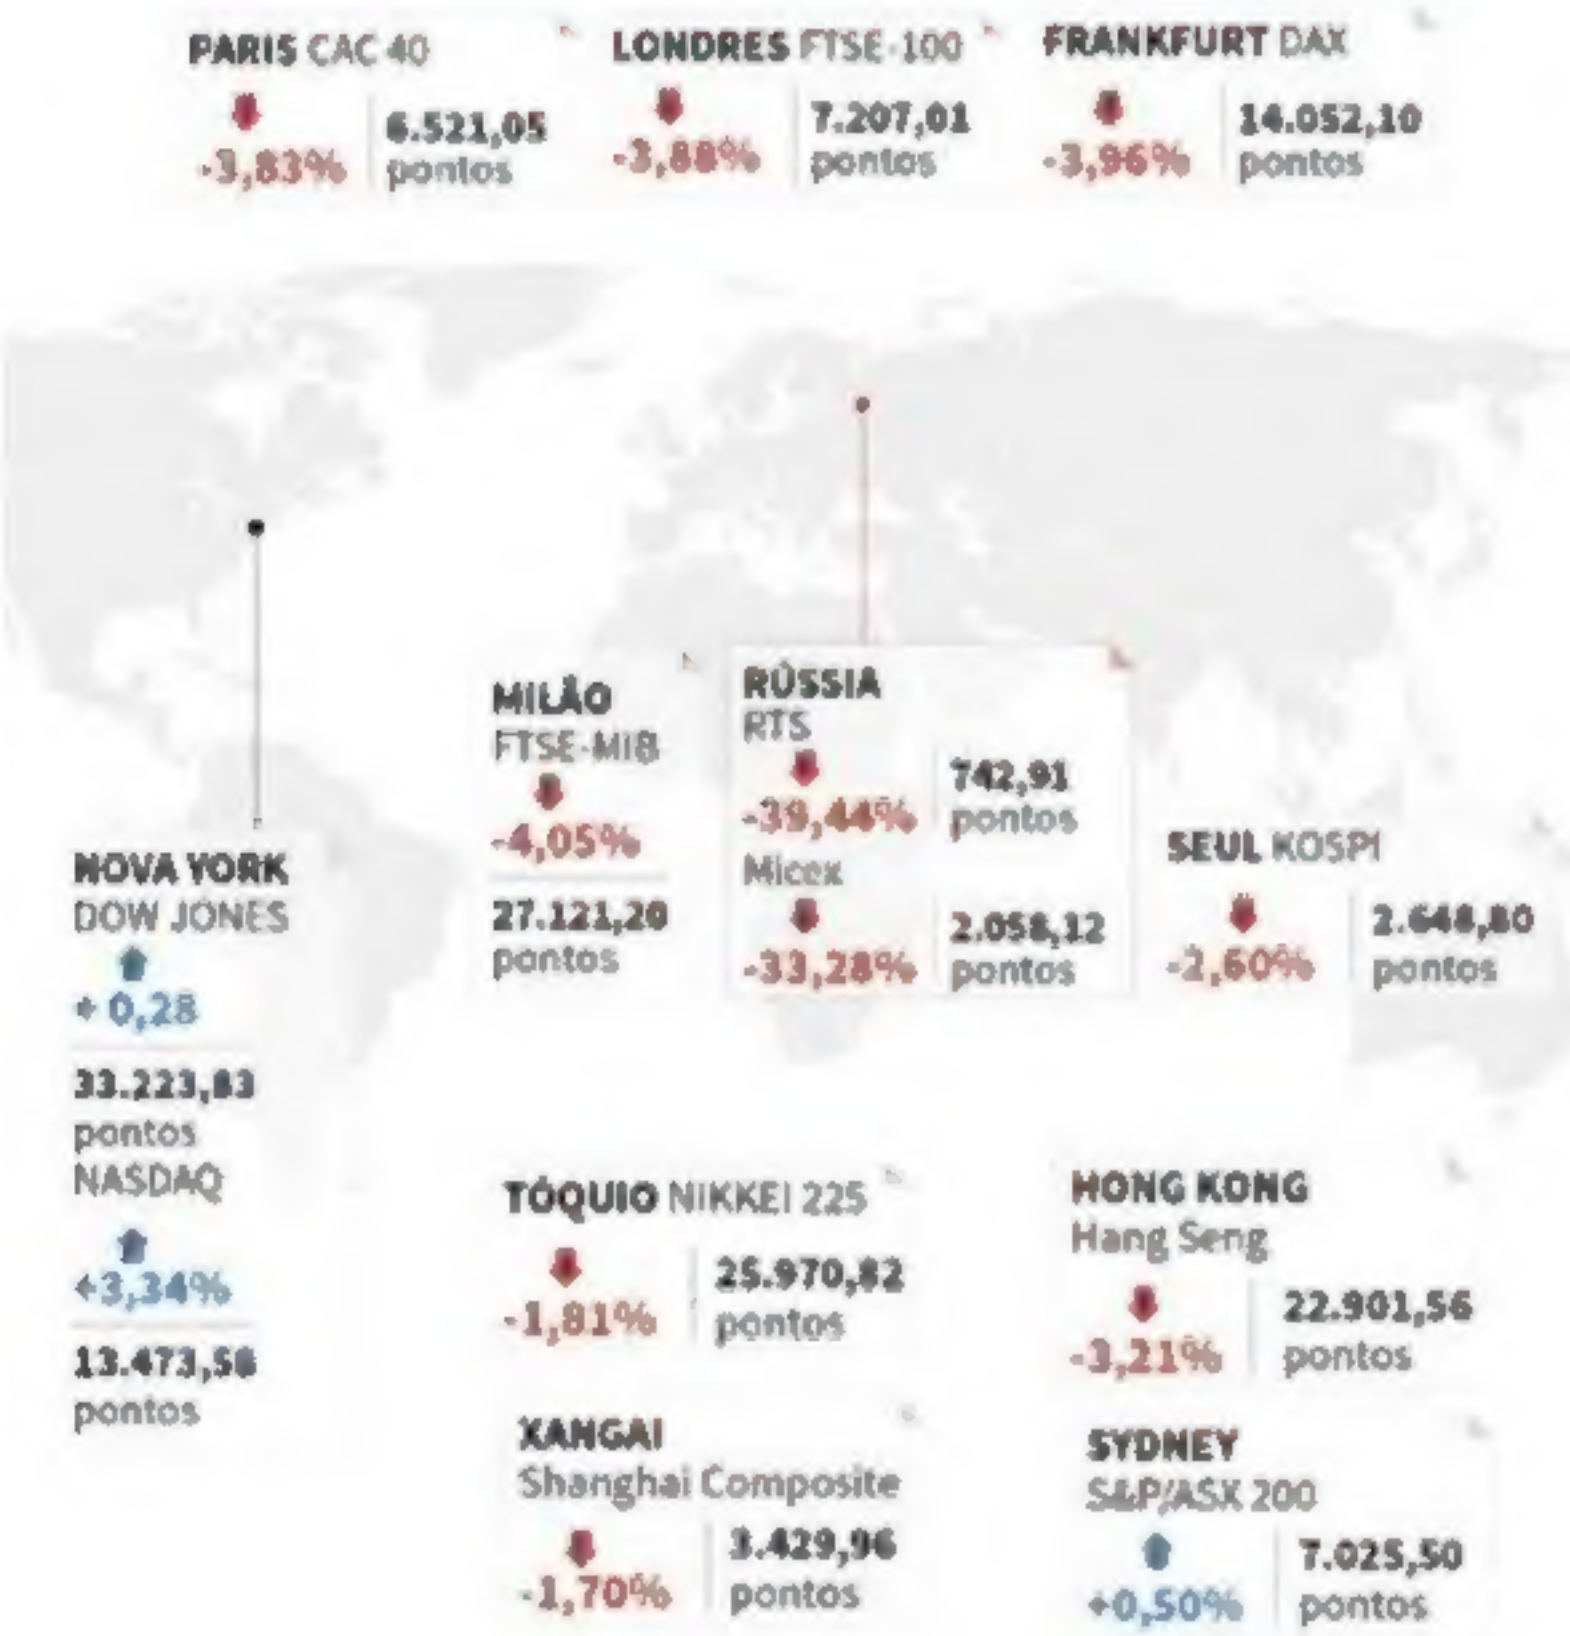 PARIS CAC 40
-3,83%
6.521,05
pontos
LONDRES FTSE-100
-3,88%
7.207,01
pontos
FRANKFURT DAX
-3,96%
14.052,10
pontos
MILÃO
FTSE-MIB
-4,05%
27.121,20
pontos
RÚSSIA
RTS
-39,44%
742,91
pontos
Micex
-33,28%
2.058,12
pontos
SEUL KOSPI
-2,60%
2.648,80
pontos
NOVA YORK
DOW JONES
+ 0,28
33.223,83
pontos
NASDAQ
+3,34%
13.473,58
pontos
TÓQUIO NIKKEI 225
-1,81%
25.970,82
pontos
HONG KONG
Hang Seng
-3,21%
22.901,56
pontos
XANGAI
Shanghai Composite
-1,70%
3.429,96
pontos
SYDNEY
S&P/ASX 200
+0,50%
7.025,50
pontos